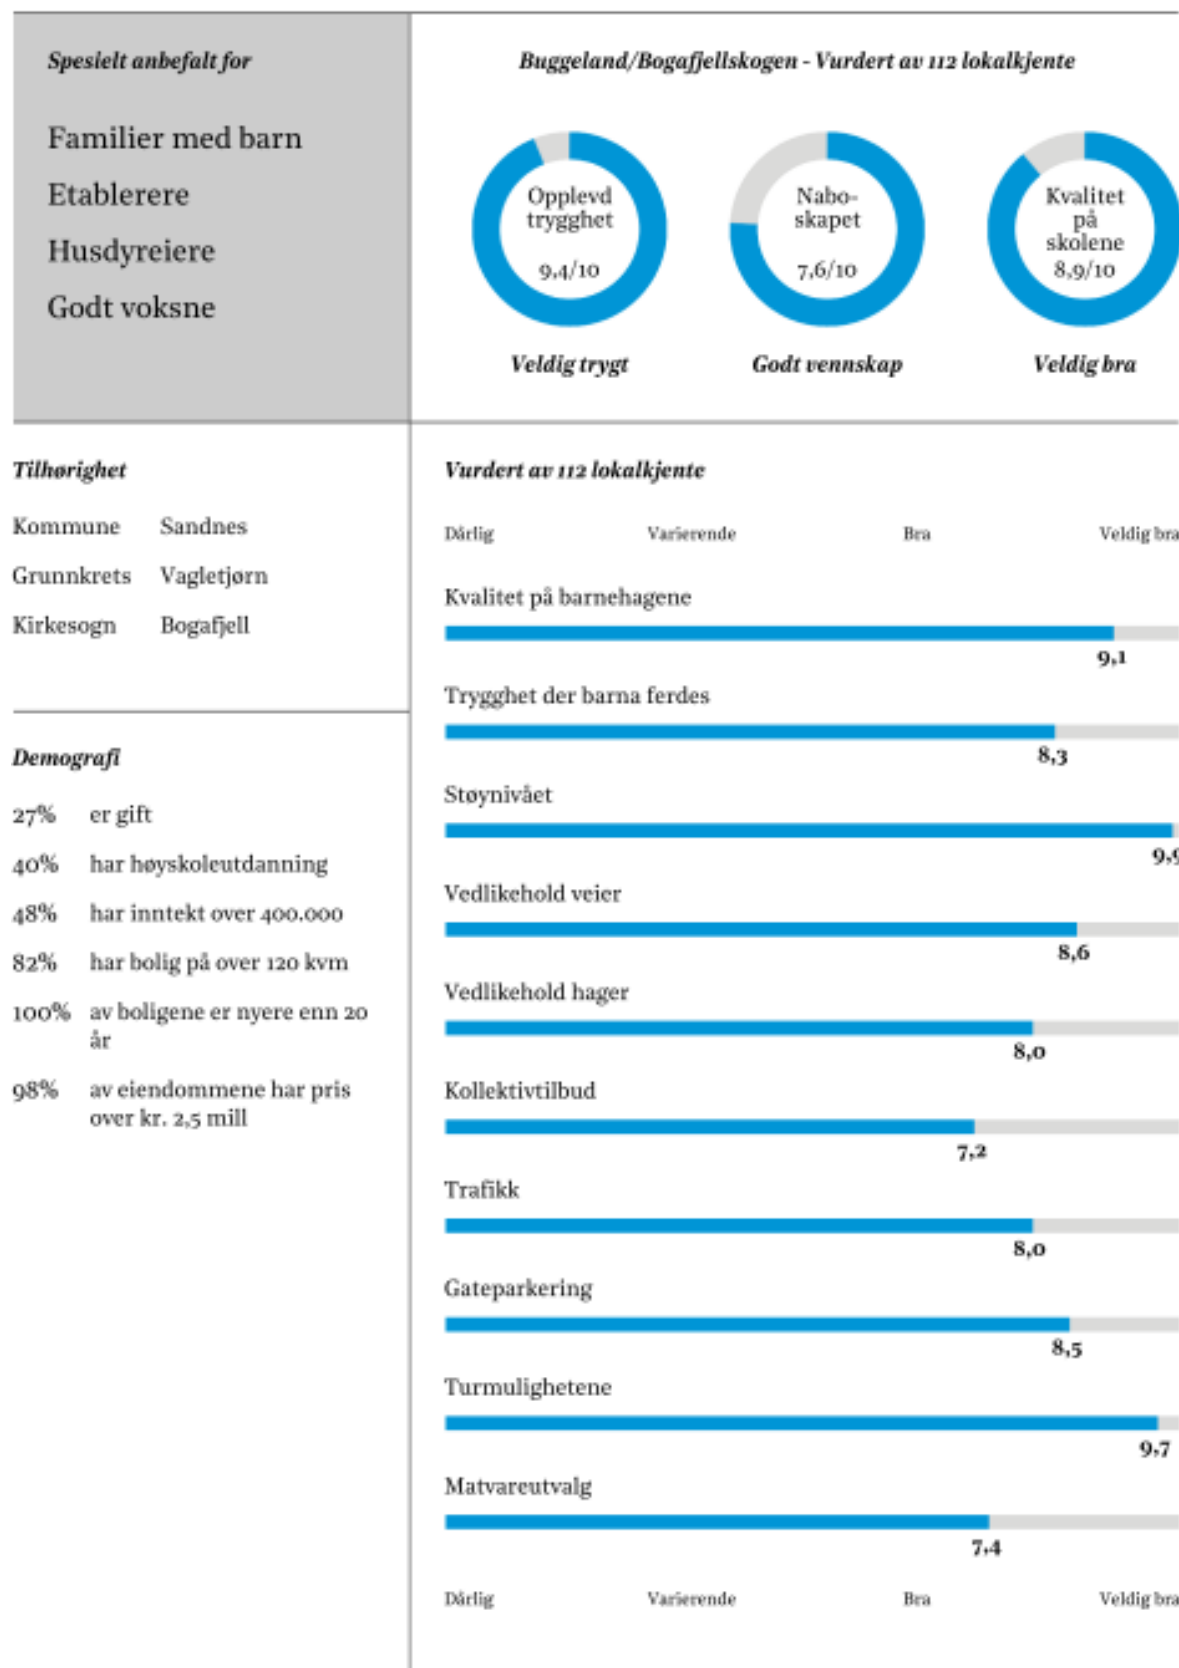 Spesielt anbefalt for
Familier med barn
Etablerere
Husdyreiere
Godt voksne
Buggeland/Bogafjellskogen - Vurdert av 112 lokalkjente
Opplevd
trygghet
9,4/10
Veldig trygt
Nabo-
skapet
7,6/10
Godt vennskap
Kvalitet
på
skolene
8,9/10
Veldig bra
Tilhørighet
Kommune Sandnes
Grunnkrets Vagletjørn
Kirkesogn Bogafjell
Demografi
27% er gift
40% har høyskoleutdanning
48% har inntekt over 400.000
82% har bolig på over 120 kvm
100% av boligene er nyere enn 20
år
98% av eiendommene har pris
over kr. 2,5 mill
Vurdert av 112 lokalkjente
Dårlig Varierende Bra Veldig bra
Kvalitet på barnehagene
9,1
Trygghet der barna ferdes
8,3
Støynivået
9,9
Vedlikehold veier
8,6
Vedlikehold hager
8,0
Kollektivtilbud
7,2
Trafikk
8,0
Gateparkering
8,5
Turmulighetene
9,7
Matvareutvalg
7,4
Dårlig Varierende Bra Veldig bra